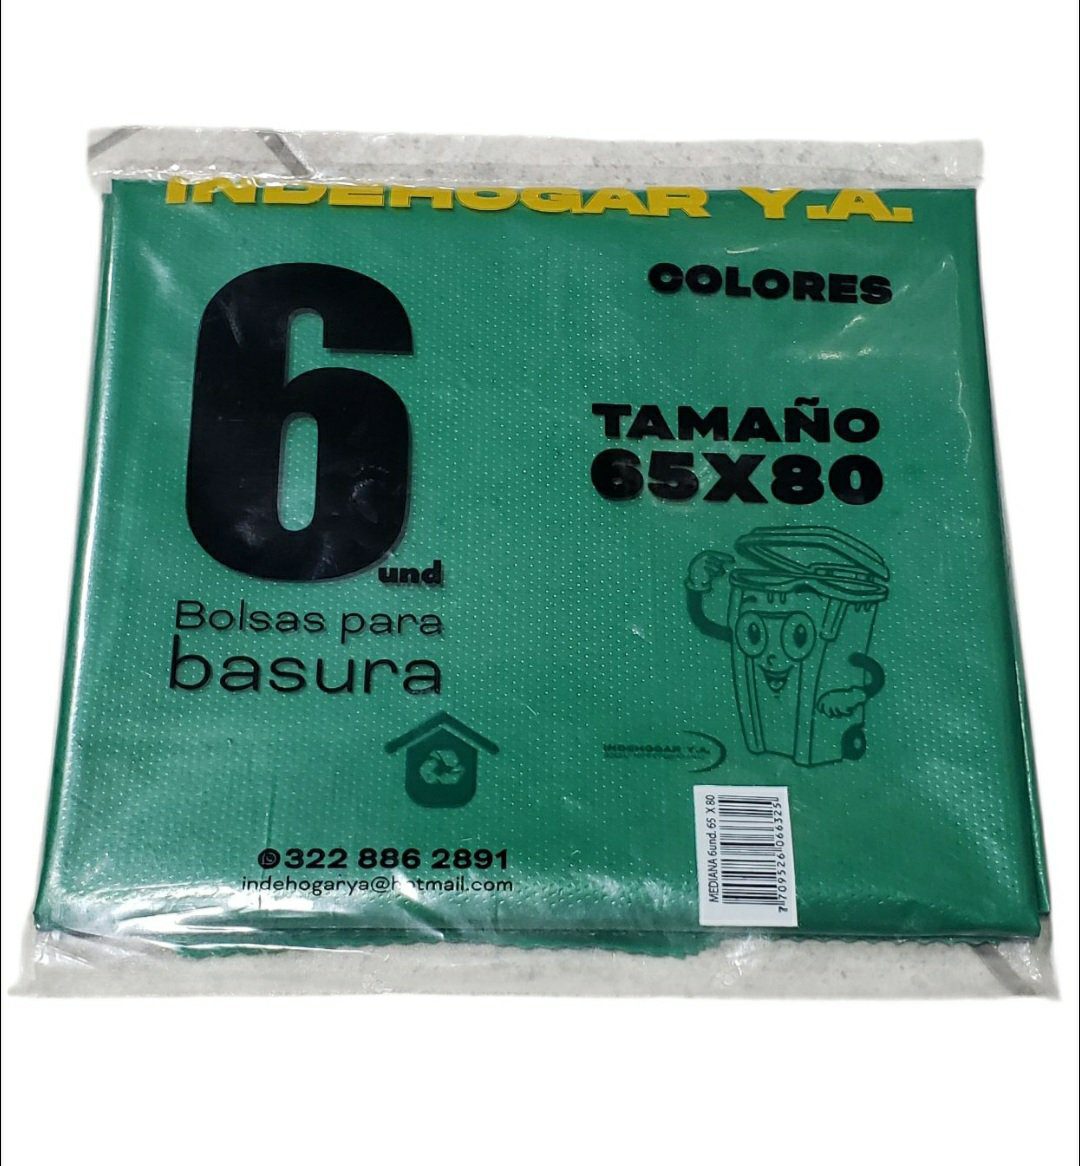 INDEHOGAR Y.A.
COLORES
6
und
Bolsas para
basura
TAMAÑO
65X80
INDEHOGAR Y.A.
322 886 2891
indehogarya@hotmail.com
MEDIANA 6und. 65 X 80
7709526066325